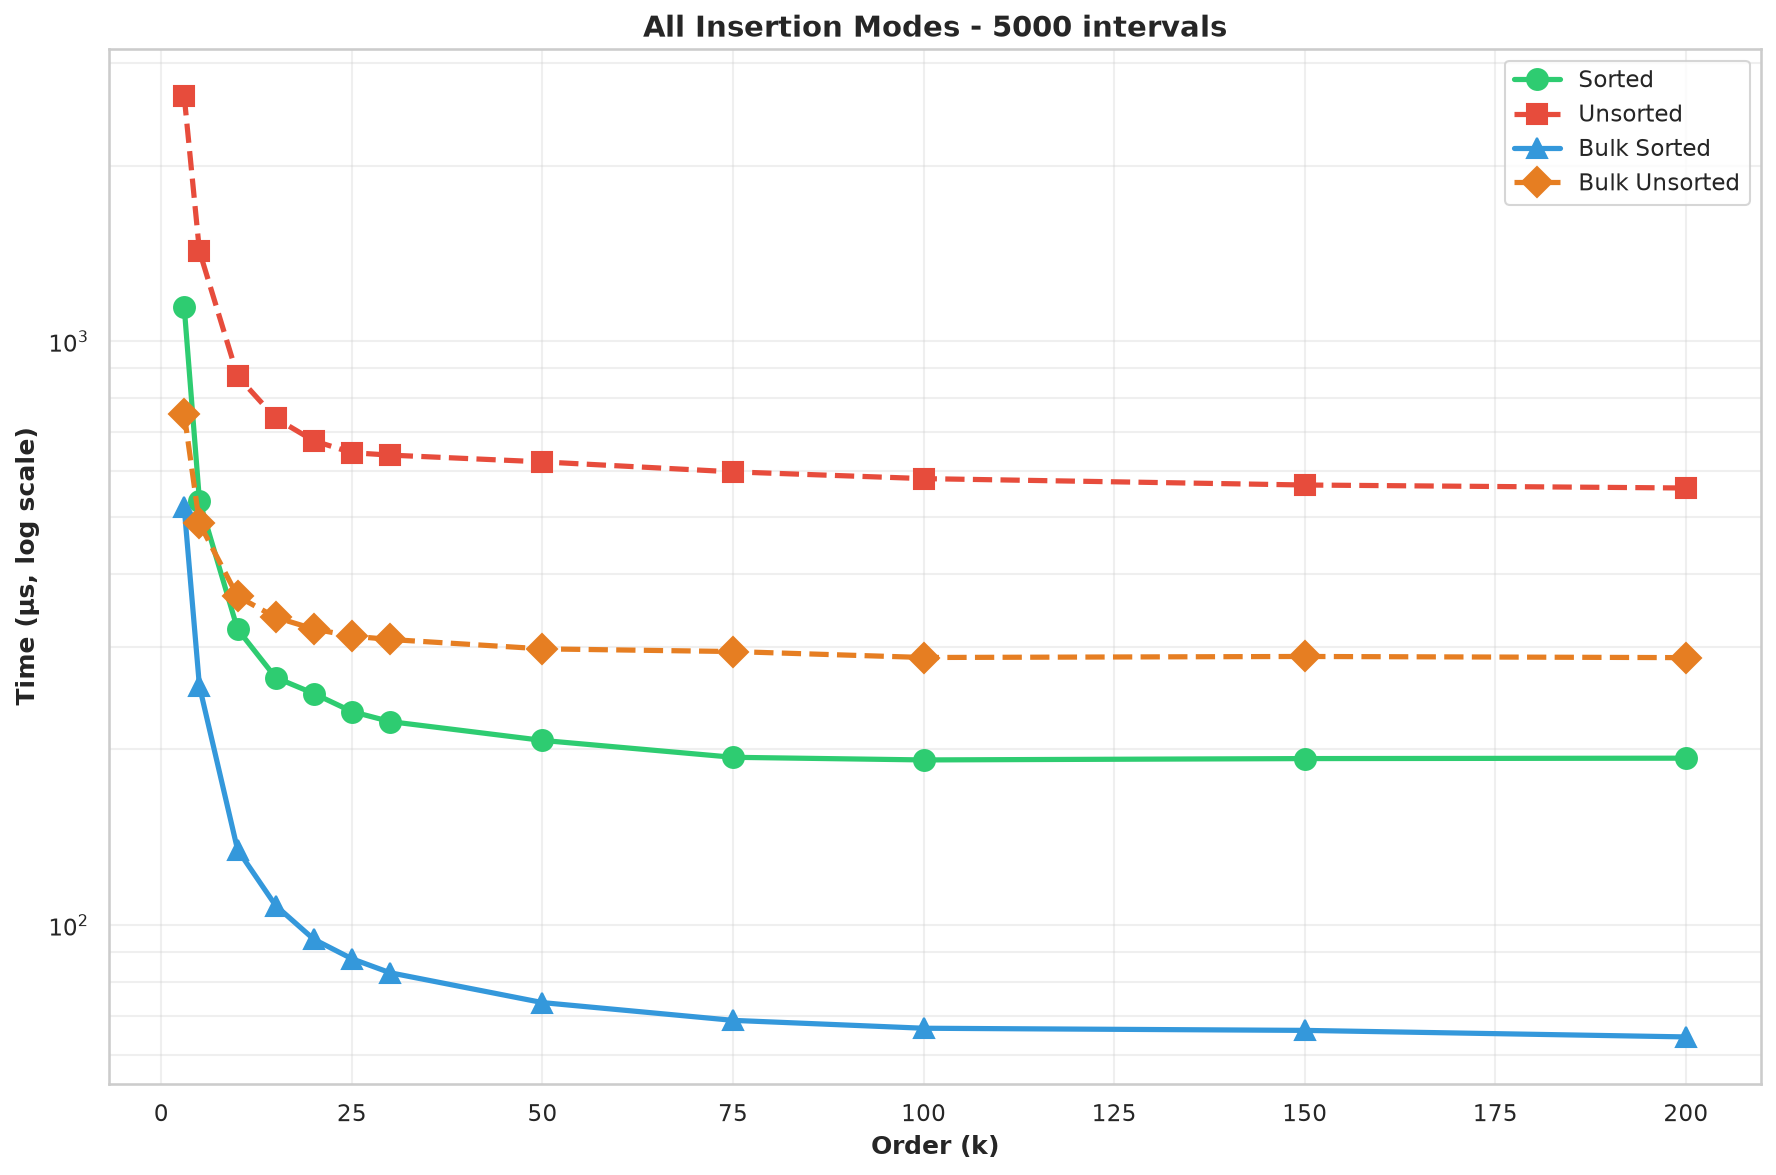 All Insertion Modes - 5000 intervals
Sorted
Unsorted
Bulk Sorted
Bulk Unsorted
Time (µs, log scale)
10³
10²
0 25 50 75 100 125 150 175 200
Order (k)